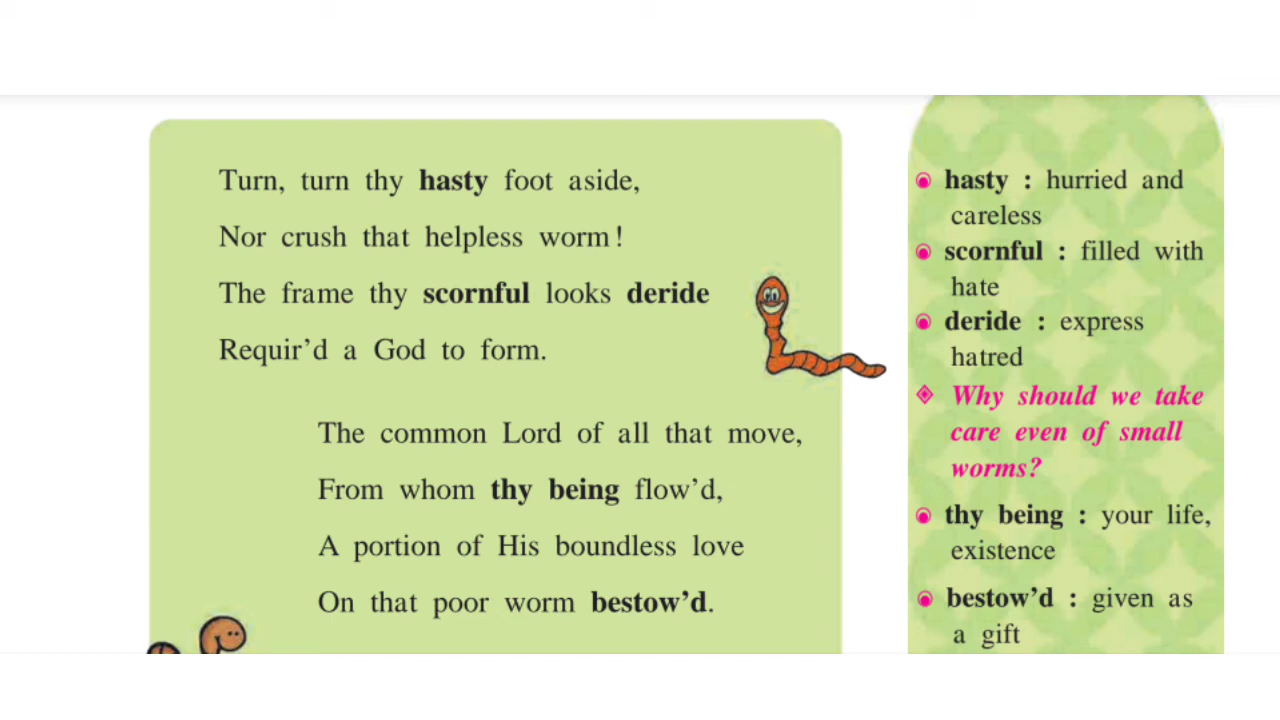 Turn, turn thy hasty foot aside,
Nor crush that helpless worm!
The frame thy scornful looks deride
Requir'd a God to form.
The common Lord of all that move,
From whom thy being flow'd,
A portion of His boundless love
On that poor worm bestow'd.
hasty : hurried and
careless
scornful : filled with
hate
deride : express
hatred
Why should we take
care even of small
worms?
thy being : your life,
existence
bestow'd : given as
a gift